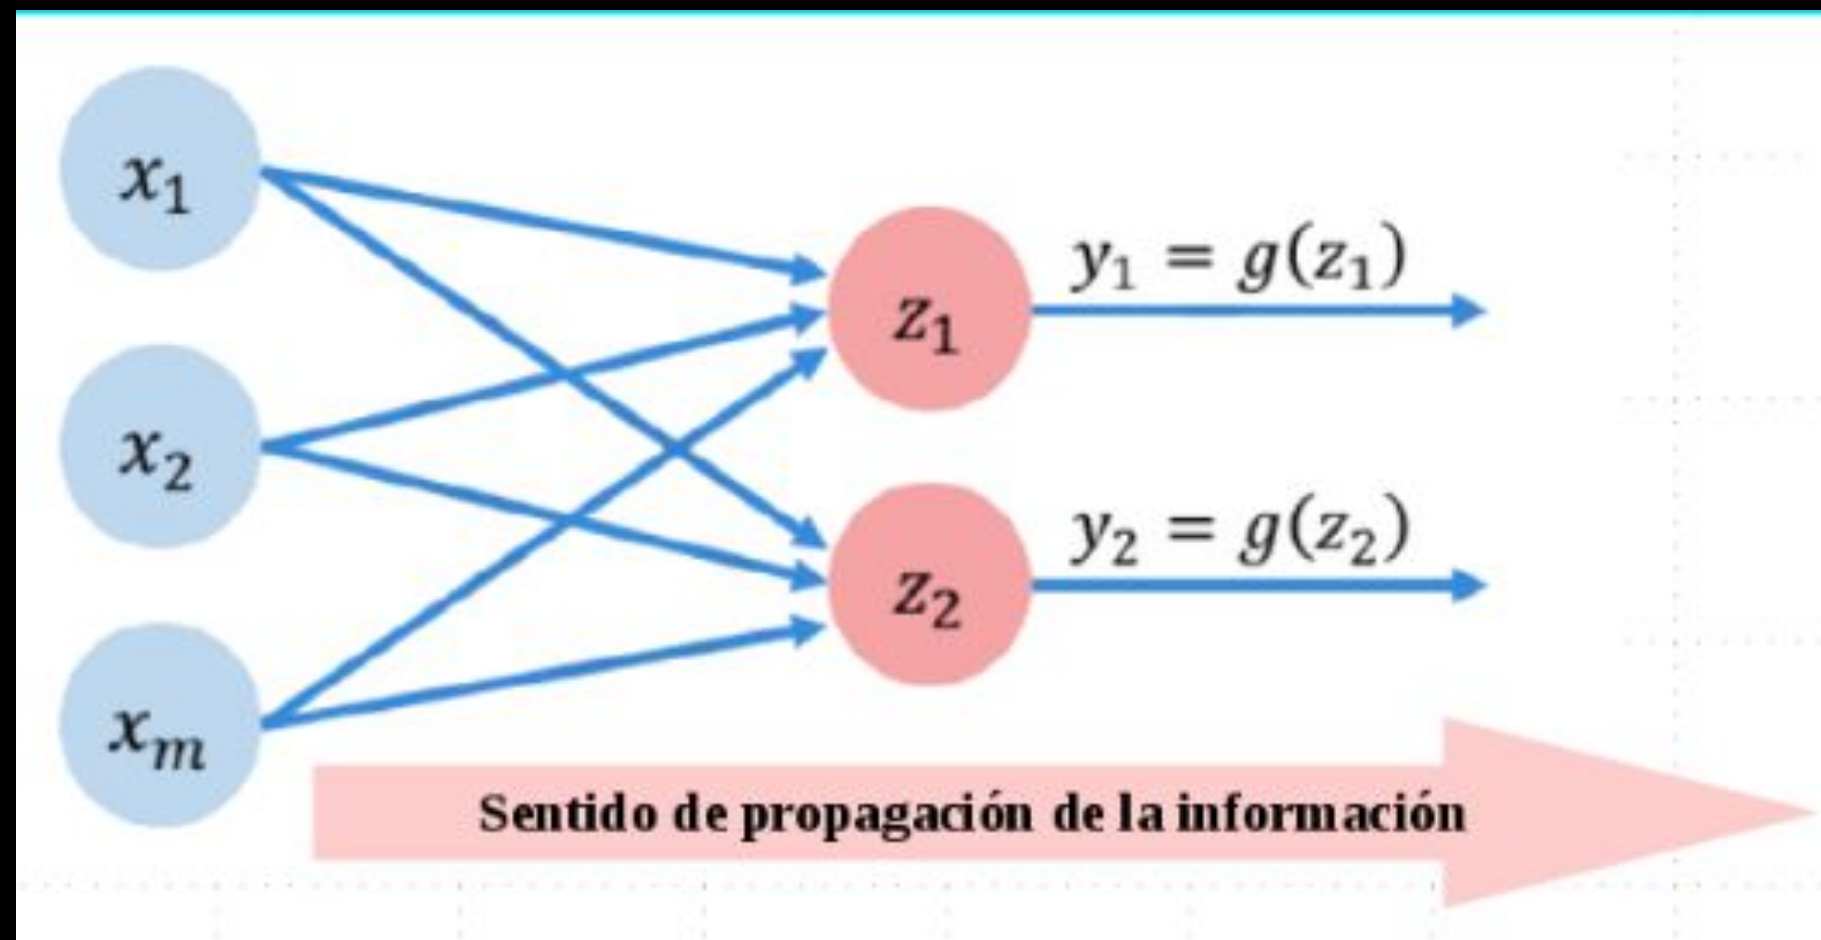 x₁
x₂
xₘ
z₁
z₂
y₁ = g(z₁)
y₂ = g(z₂)
Sentido de propagación de la información